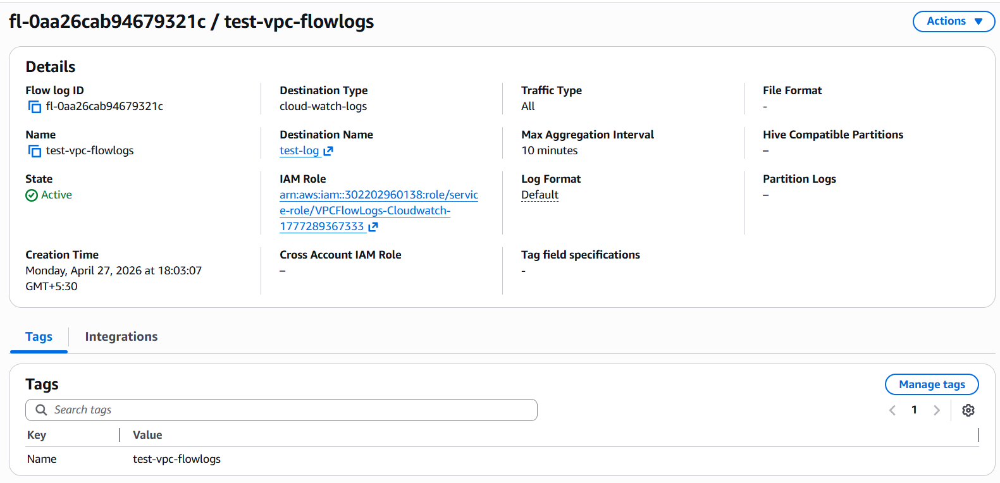 fl-0aa26cab94679321c / test-vpc-flowlogs
Actions
Details
Flow log ID
fl-0aa26cab94679321c
Destination Type
cloud-watch-logs
Traffic Type
All
File Format
-
Name
test-vpc-flowlogs
Destination Name
test-log
Max Aggregation Interval
10 minutes
Hive Compatible Partitions
–
State
Active
IAM Role
arn:aws:iam::302202960138:role/servic
e-role/VPCFlowLogs-Cloudwatch-
1777289367333
Log Format
Default
Partition Logs
–
Creation Time
Monday, April 27, 2026 at 18:03:07
GMT+5:30
Cross Account IAM Role
–
Tag field specifications
-
Tags
Integrations
Tags
Manage tags
Search tags
1
Key
Value
Name
test-vpc-flowlogs